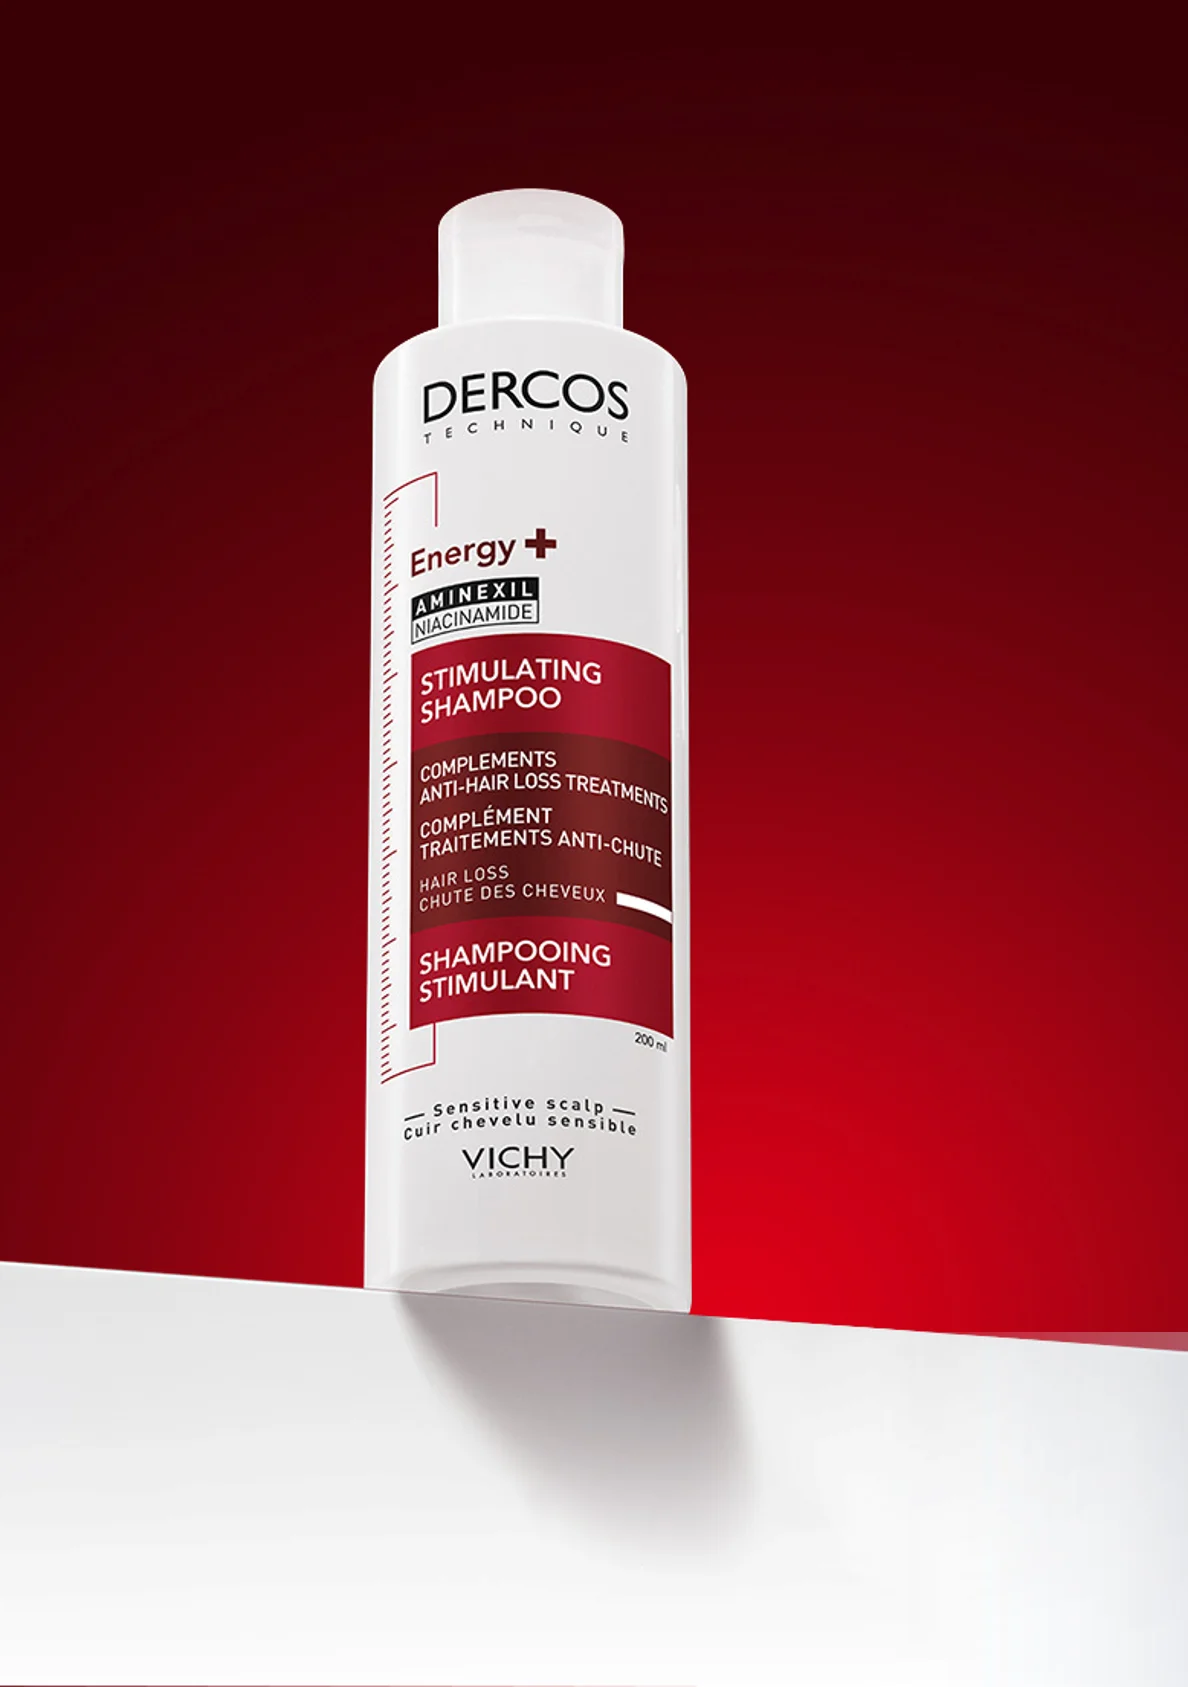 DERCOS
TECHNIQUE
Energy+
AMINEXIL
NIACINAMIDE
STIMULATING
SHAMPOO
COMPLEMENTS
ANTI-HAIR LOSS TREATMENTS
COMPLÉMENT
TRAITEMENTS ANTI-CHUTE
HAIR LOSS
CHUTE DES CHEVEUX
SHAMPOOING
STIMULANT
200 ml
Sensitive scalp
Cuir chevelu sensible
VICHY
LABORATOIRES